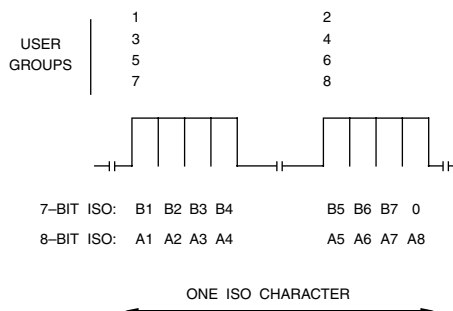 1 2
USER 3 4
GROUPS 5 6
7 8
7–BIT ISO: B1 B2 B3 B4 B5 B6 B7 0
8–BIT ISO: A1 A2 A3 A4 A5 A6 A7 A8
ONE ISO CHARACTER